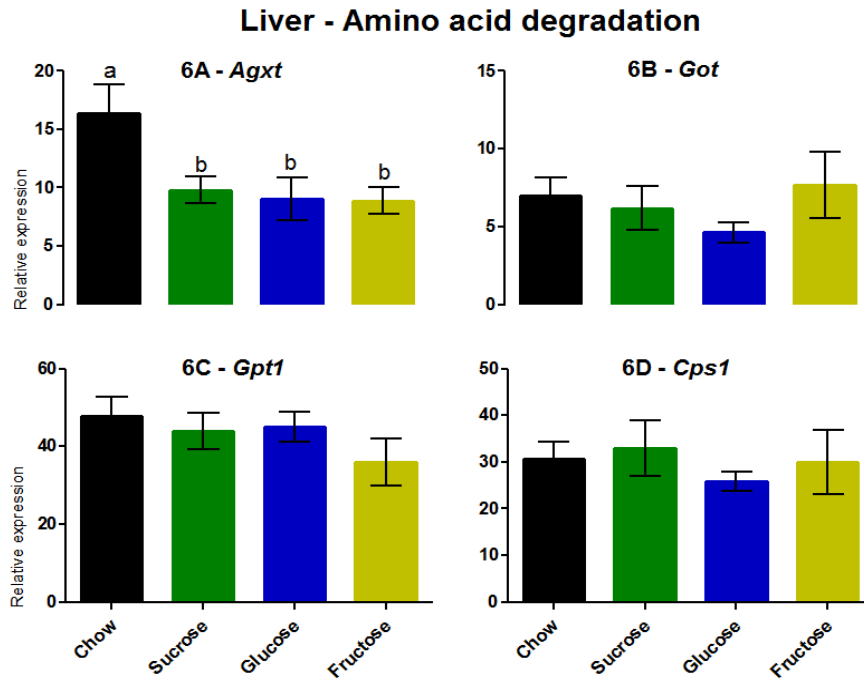 Liver - Amino acid degradation
6A - Agxt
6B - Got
Relative expression
20
15
10
5
0
a
b
b
b
15
10
5
0
6C - Gpt1
6D - Cps1
Relative expression
60
40
20
0
50
40
30
20
10
0
Chow
Sucrose
Glucose
Fructose
Chow
Sucrose
Glucose
Fructose